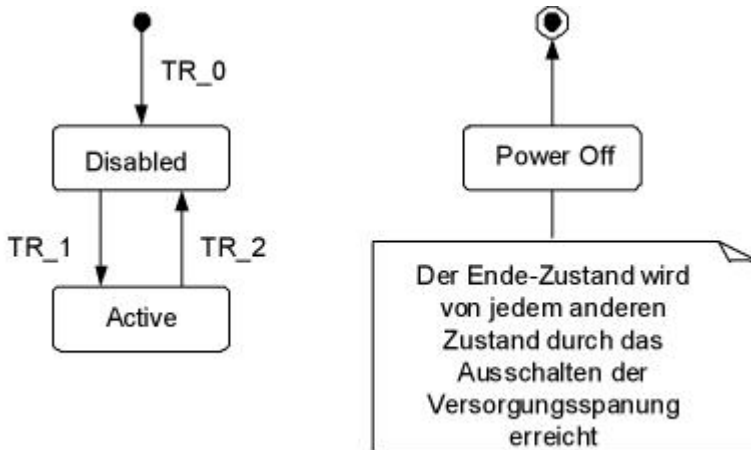 TR_0
Disabled
TR_1
TR_2
Active
Power Off
Der Ende-Zustand wird
von jedem anderen
Zustand durch das
Ausschalten der
Versorgungsspanung
erreicht